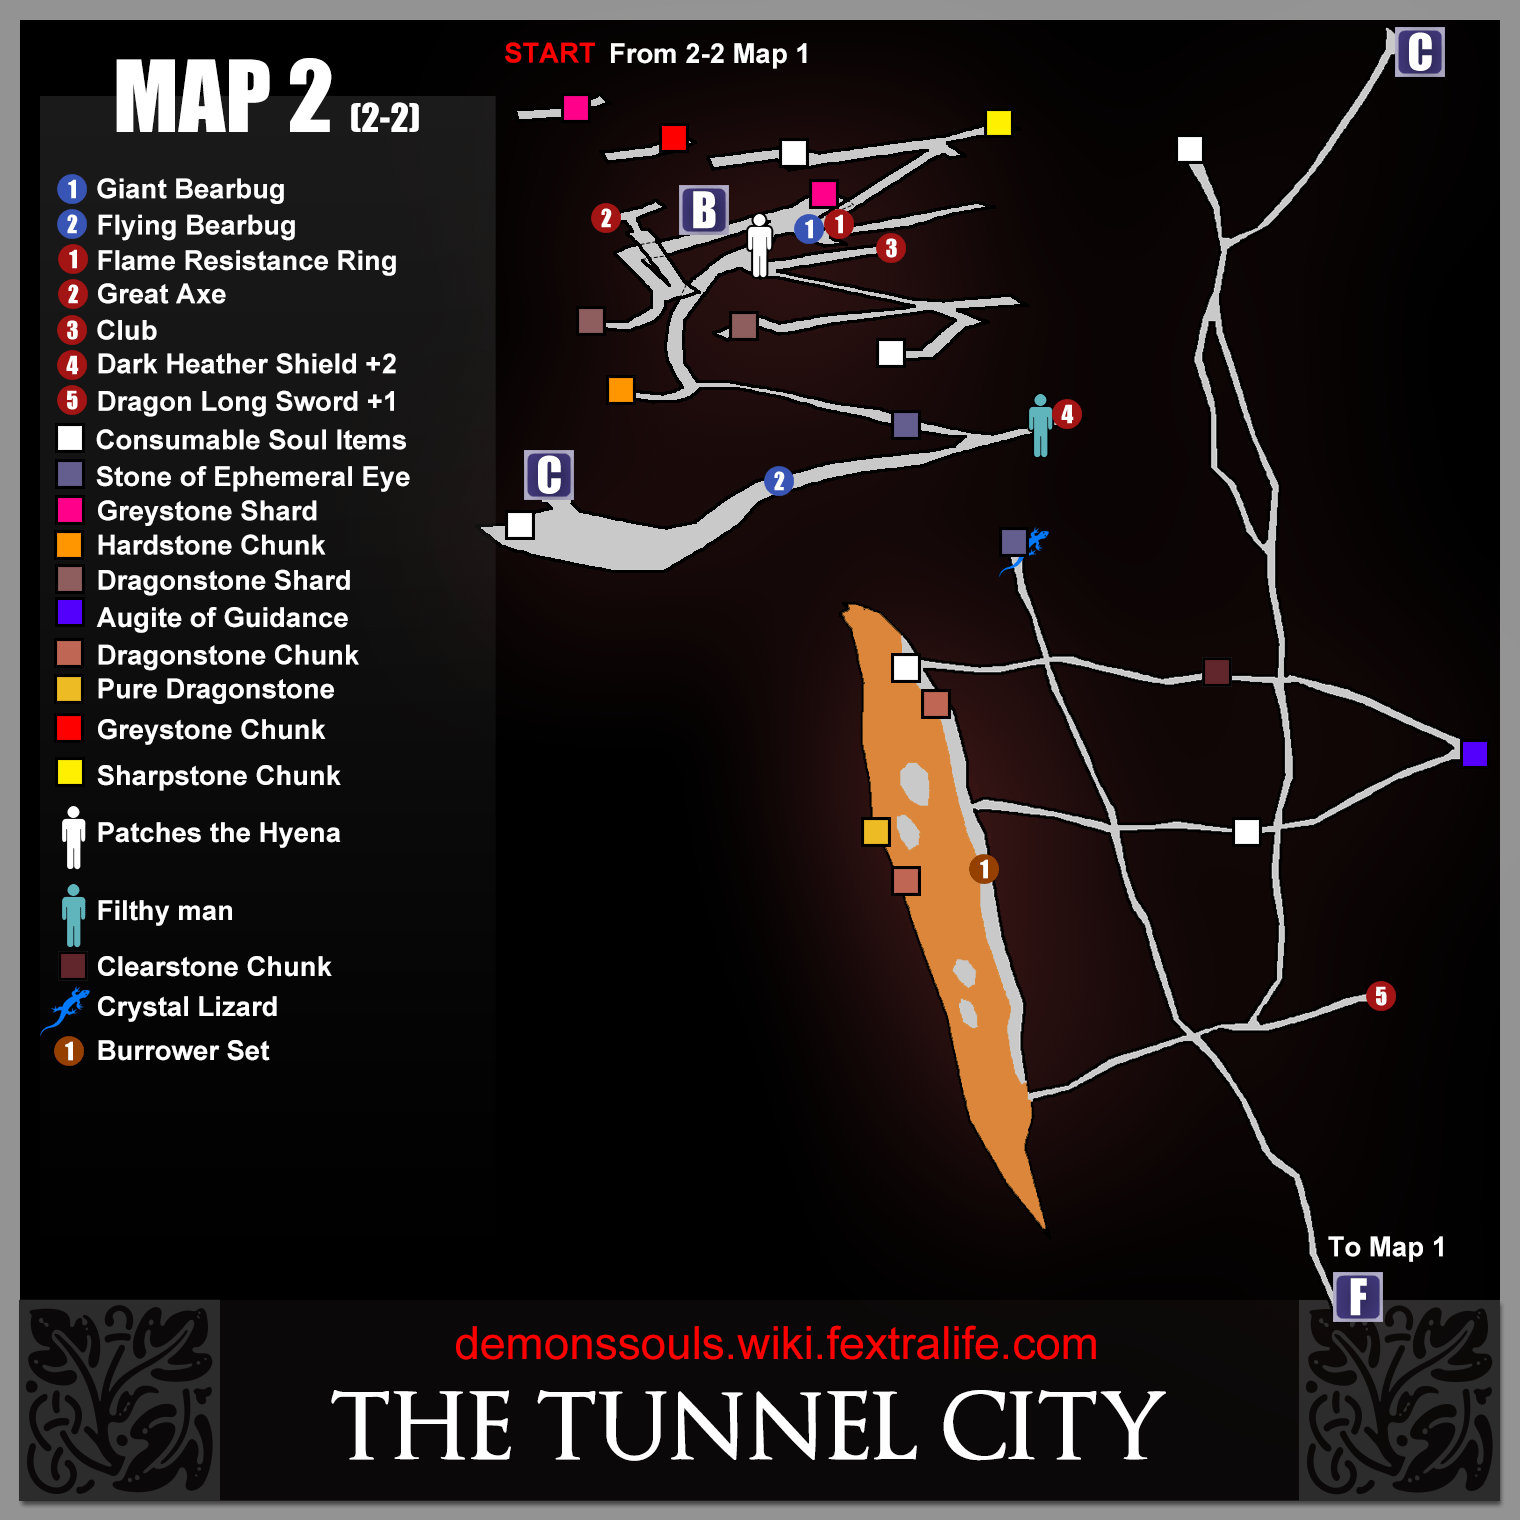 START From 2-2 Map 1
C
MAP 2 (2-2)
1 Giant Bearbug
2 Flying Bearbug
1 Flame Resistance Ring
2 Great Axe
3 Club
4 Dark Heather Shield +2
5 Dragon Long Sword +1
Consumable Soul Items
Stone of Ephemeral Eye
Greystone Shard
Hardstone Chunk
Dragonstone Shard
Augite of Guidance
Dragonstone Chunk
Pure Dragonstone
Greystone Chunk
Sharpstone Chunk
Patches the Hyena
Filthy man
Clearstone Chunk
Crystal Lizard
1 Burrower Set
2
B
1
1
3
4
C
2
1
5
To Map 1
F
demonssouls.wiki.fextralife.com
THE TUNNEL CITY